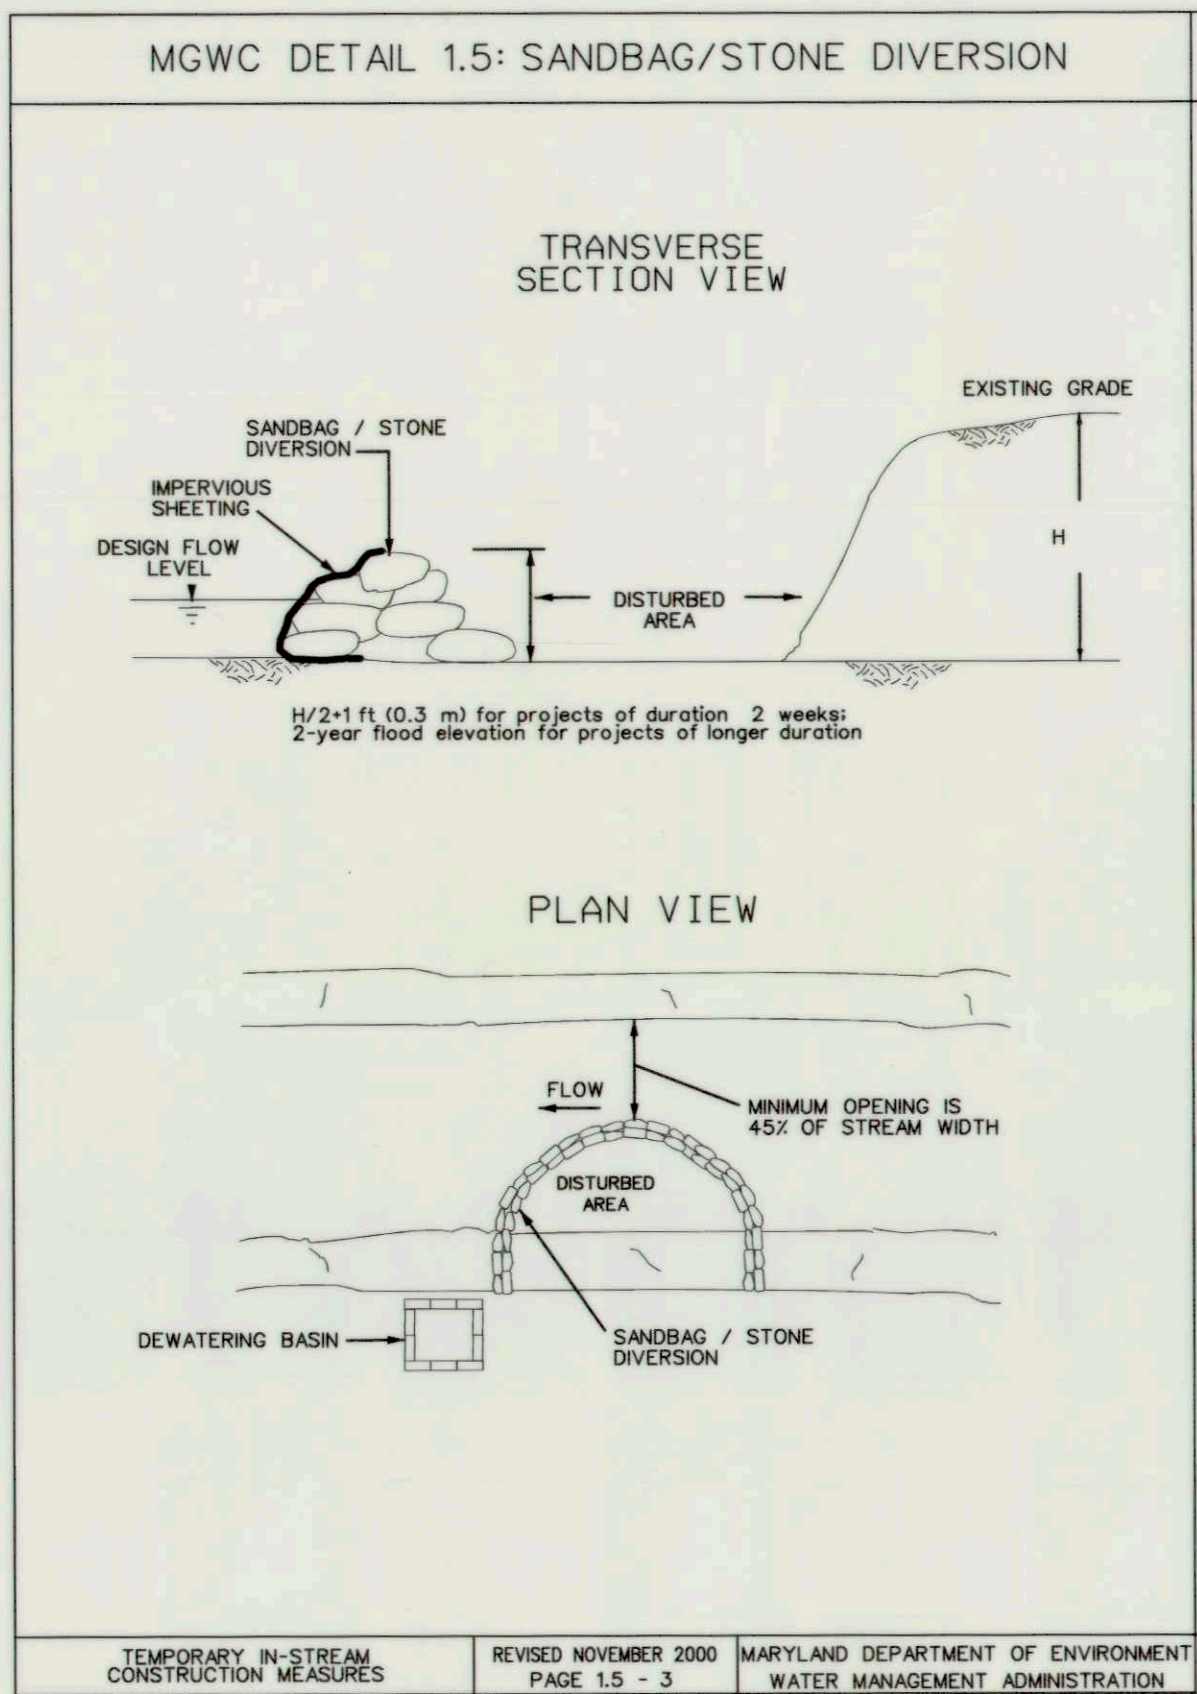 MGWC DETAIL 1.5: SANDBAG/STONE DIVERSION
TRANSVERSE
SECTION VIEW
EXISTING GRADE
SANDBAG / STONE
DIVERSION
IMPERVIOUS
SHEETING
DESIGN FLOW
LEVEL
H
DISTURBED
AREA
H/2+1 ft (0.3 m) for projects of duration 2 weeks;
2-year flood elevation for projects of longer duration
PLAN VIEW
FLOW
MINIMUM OPENING IS
45% OF STREAM WIDTH
DISTURBED
AREA
DEWATERING BASIN
SANDBAG / STONE
DIVERSION
TEMPORARY IN-STREAM
CONSTRUCTION MEASURES
REVISED NOVEMBER 2000
PAGE 1.5 - 3
MARYLAND DEPARTMENT OF ENVIRONMENT
WATER MANAGEMENT ADMINISTRATION